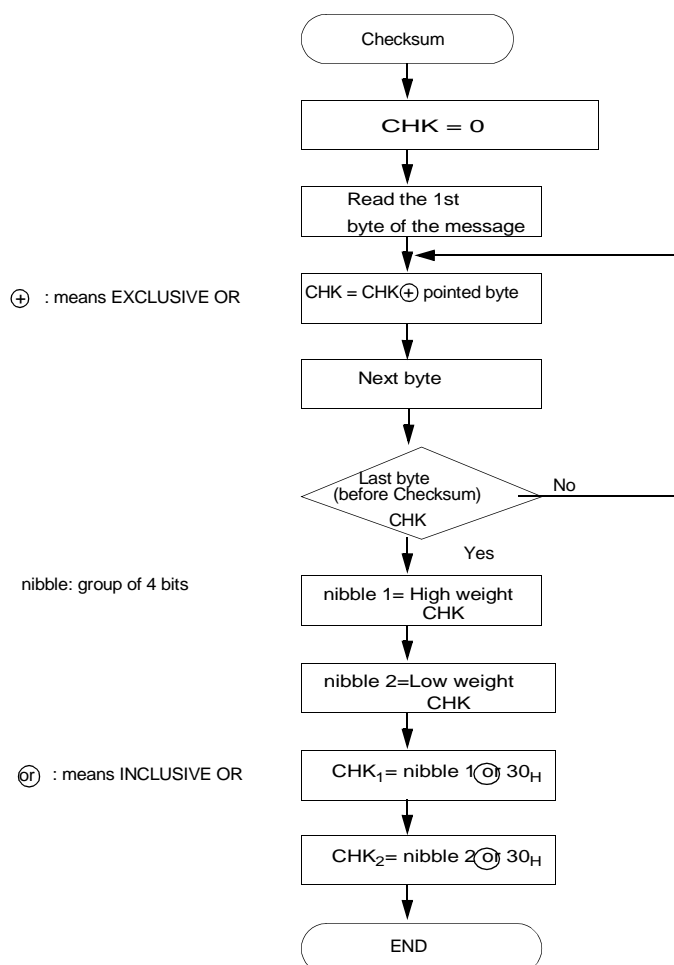 Checksum
CHK = 0
Read the 1st
byte of the message
⊕ : means EXCLUSIVE OR
CHK = CHK ⊕ pointed byte
Next byte
Last byte
(before Checksum)
CHK
No
Yes
nibble: group of 4 bits
nibble 1= High weight
CHK
nibble 2=Low weight
CHK
or : means INCLUSIVE OR
CHK₁= nibble 1 or 30H
CHK₂= nibble 2 or 30H
END